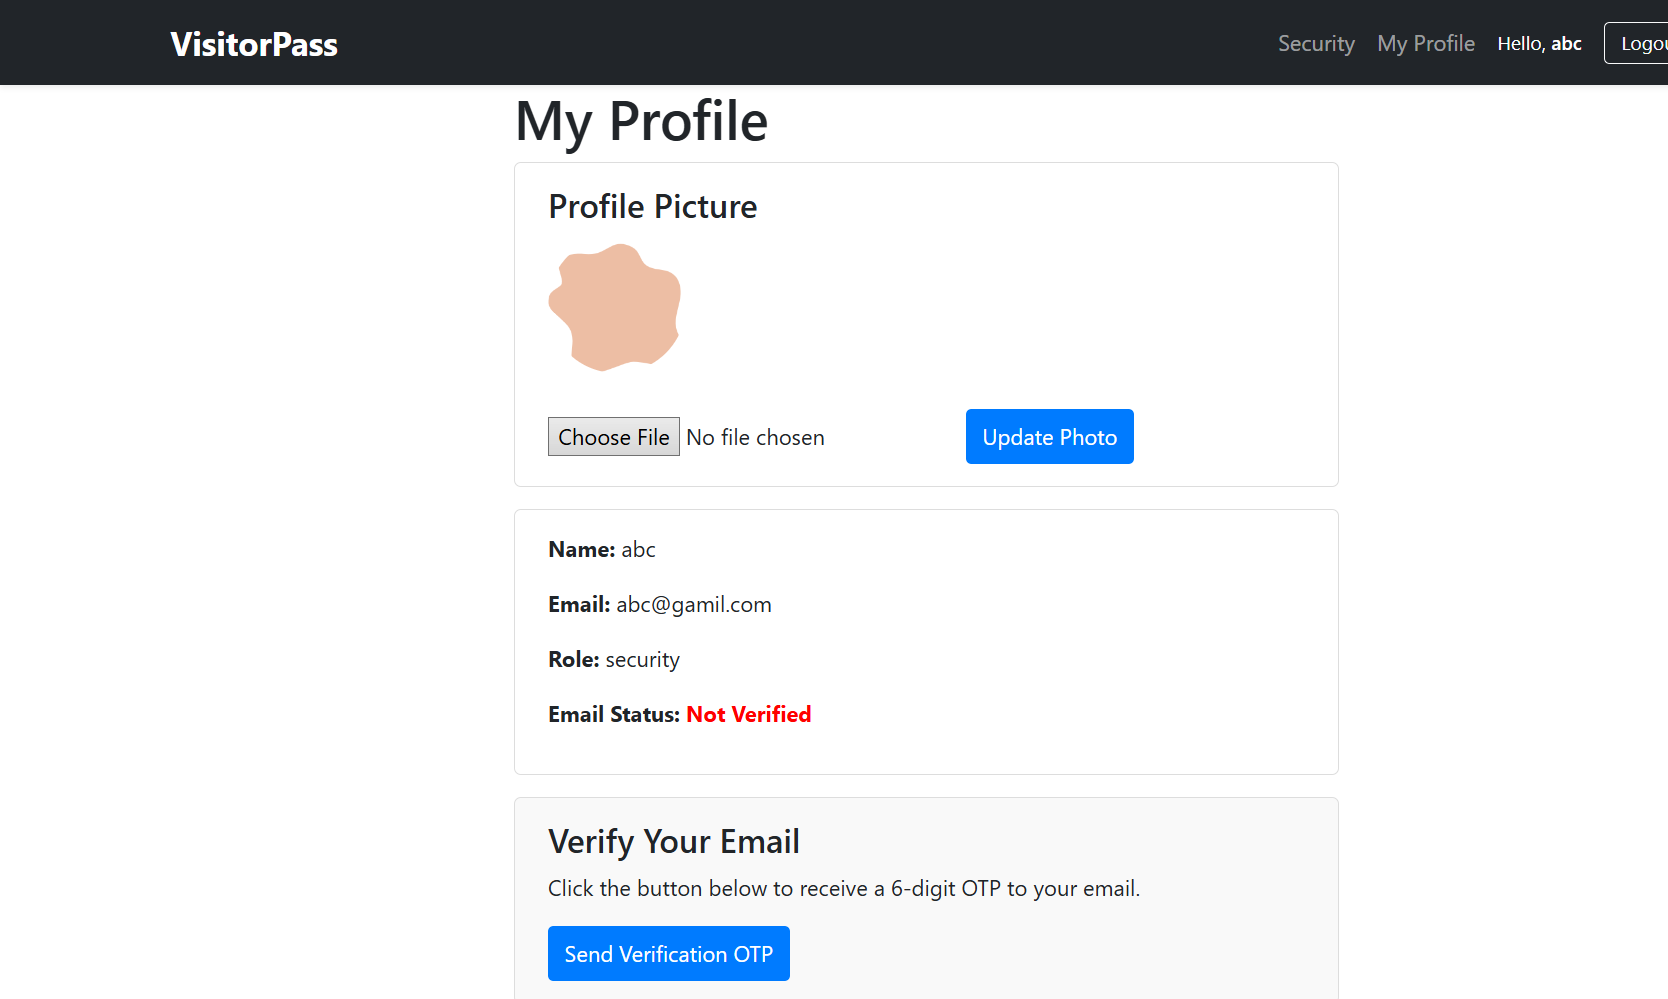 VisitorPass
Security My Profile Hello, abc Logou
My Profile
Profile Picture
Choose File No file chosen
Update Photo
Name: abc
Email: abc@gamil.com
Role: security
Email Status: Not Verified
Verify Your Email
Click the button below to receive a 6-digit OTP to your email.
Send Verification OTP